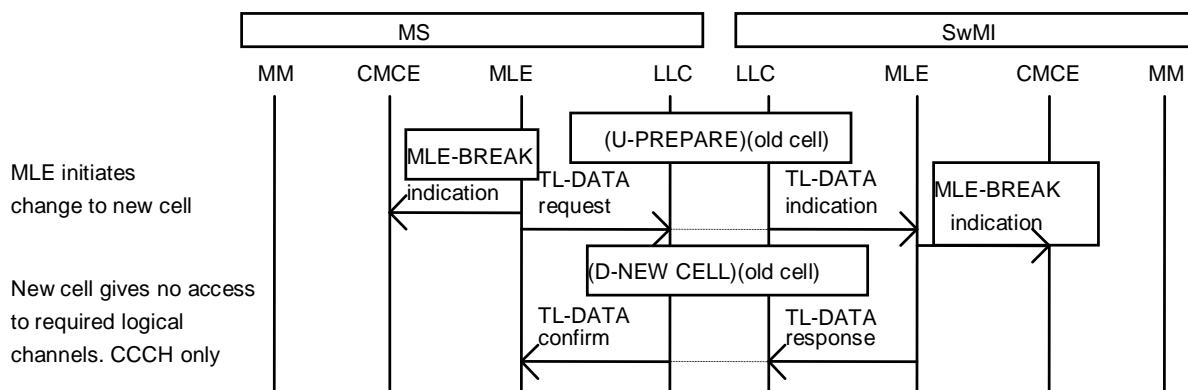 MS
SwMI
MM
CMCE
MLE
LLC
LLC
MLE
CMCE
MM
(U-PREPARE)(old cell)
MLE initiates
change to new cell
MLE-BREAK
indication
TL-DATA
request
TL-DATA
indication
MLE-BREAK
indication
(D-NEW CELL)(old cell)
New cell gives no access
to required logical
channels. CCCH only
TL-DATA
confirm
TL-DATA
response